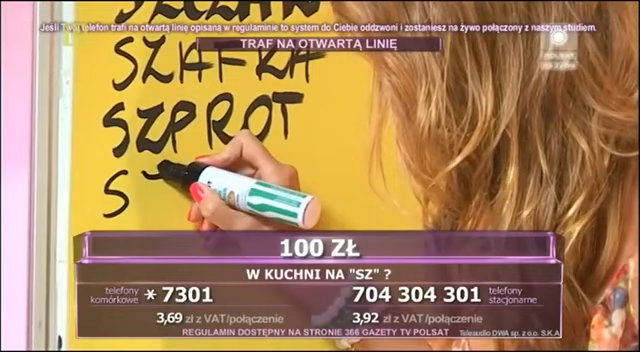 Jeśli Twój telefon trafi na otwartą linię opisaną w regulaminie to system do Ciebie oddzwoni i zostaniesz na żywo połączony z naszym studiem.
TRAF NA OTWARTĄ LINIĘ
SZAFKA
SZPROT
S
100 ZŁ
W KUCHNI NA "SZ" ?
telefony komórkowe * 7301 704 304 301 telefony stacjonarne
3,69 zł z VAT/połączenie 3,92 zł z VAT/połączenie
REGULAMIN DOSTĘPNY NA STRONIE 366 GAZETY TV POLSAT Teleaudio DWA sp. z o.o. S.K.A